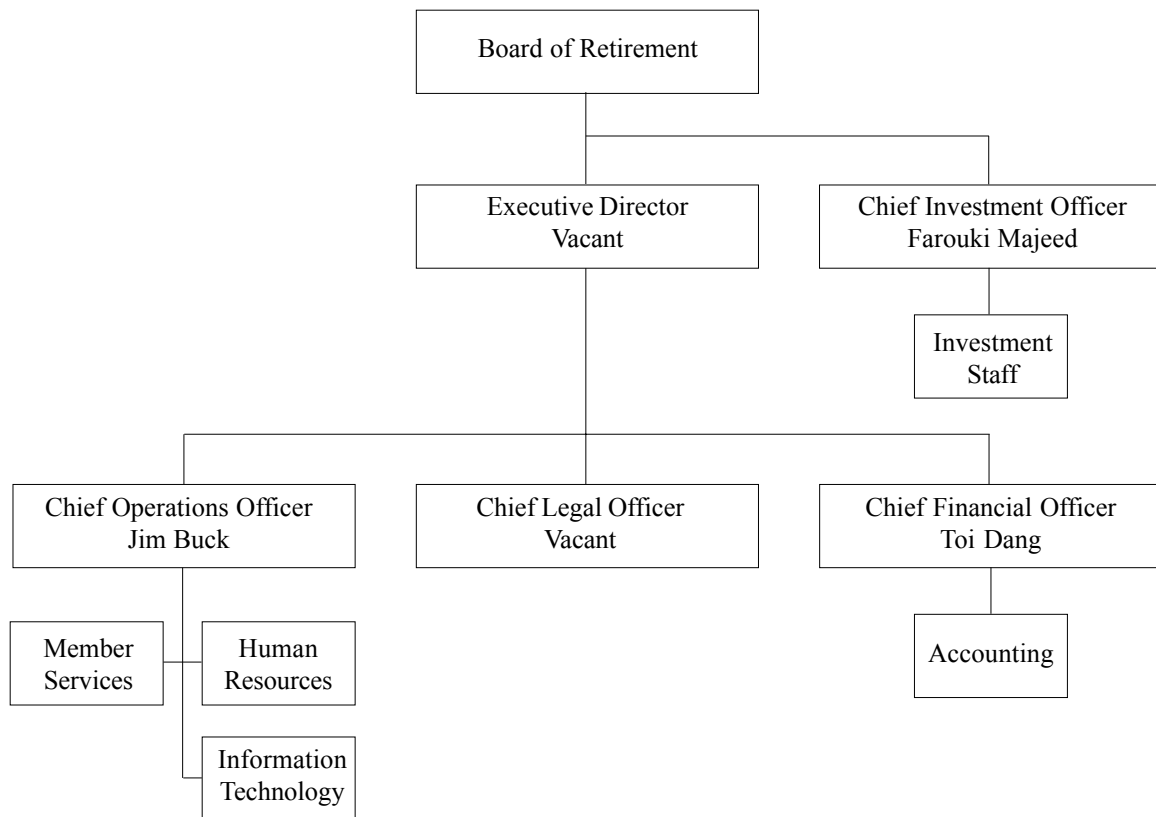 Board of Retirement
Executive Director
Vacant
Chief Investment Officer
Farouki Majeed
Investment
Staff
Chief Operations Officer
Jim Buck
Chief Legal Officer
Vacant
Chief Financial Officer
Toi Dang
Member
Services
Human
Resources
Accounting
Information
Technology